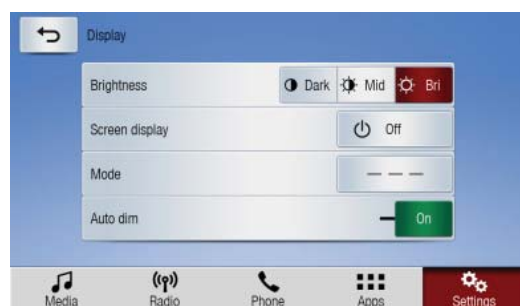 Display
Brightness Dark Mid Bri
Screen display Off
Mode
Auto dim On
Media Radio Phone Apps Settings